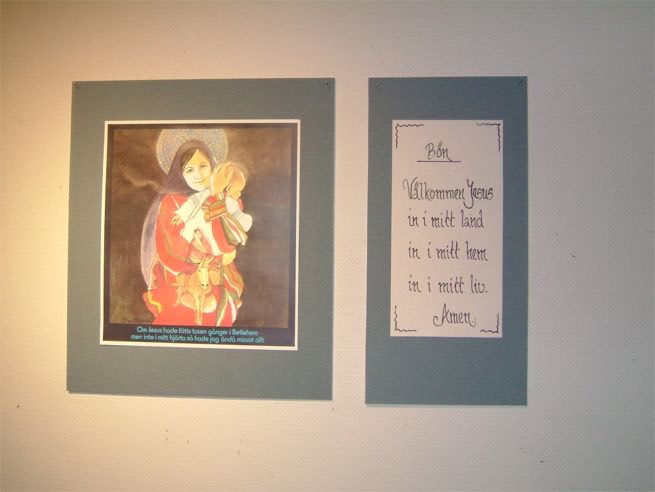 Om Jesus hade fötts tusen gånger i Betlehem
men inte i mitt hjärta så hade jag ändå missat allt
Bön
Välkommen Jesus
in i mitt land
in i mitt hem
in i mitt liv.
Amen